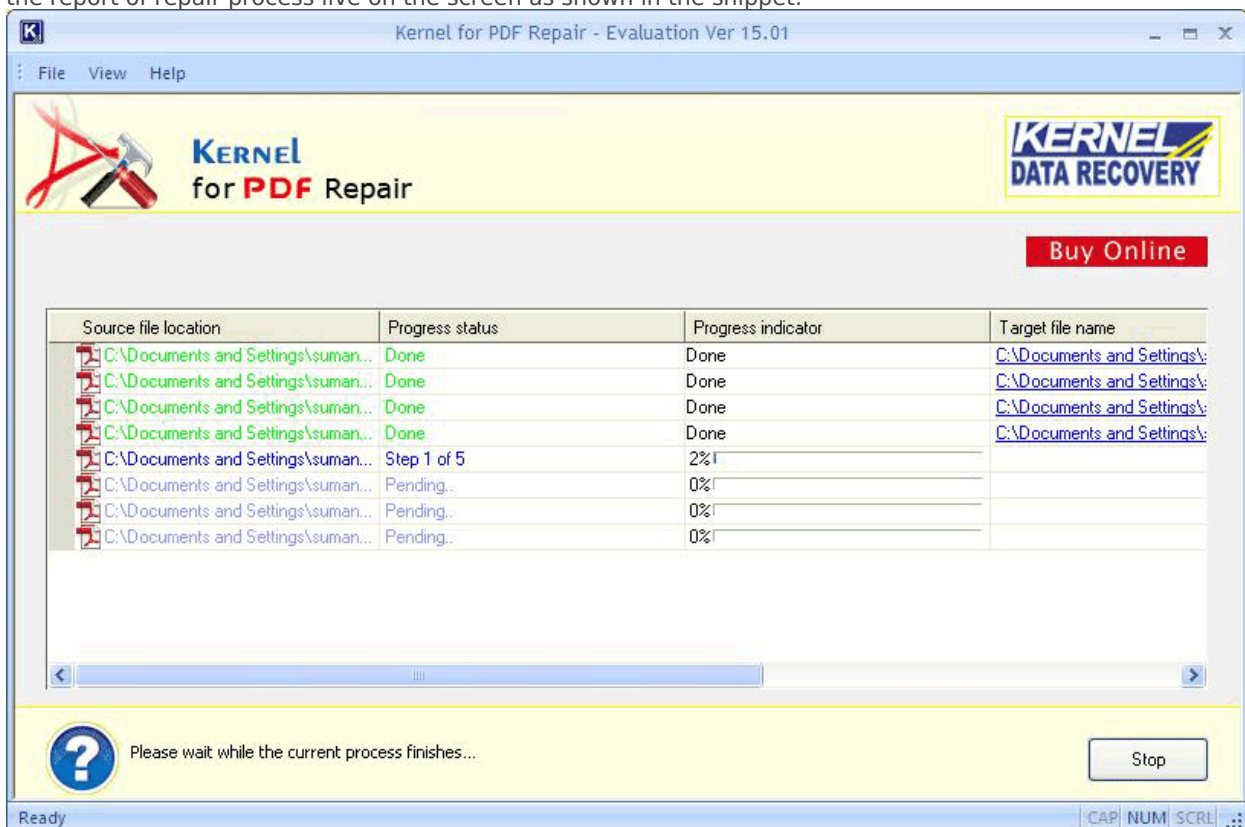 the report of repair process live on the screen as shown in the snippet.
Kernel for PDF Repair - Evaluation Ver 15.01
File View Help
KERNEL
for PDF Repair
KERNEL
DATA RECOVERY
Buy Online
Source file location Progress status Progress indicator Target file name
C:\Documents and Settings\suman... Done Done C:\Documents and Settings\
C:\Documents and Settings\suman... Done Done C:\Documents and Settings\
C:\Documents and Settings\suman... Done Done C:\Documents and Settings\
C:\Documents and Settings\suman... Done Done C:\Documents and Settings\
C:\Documents and Settings\suman... Step 1 of 5 2%
C:\Documents and Settings\suman... Pending.. 0%
C:\Documents and Settings\suman... Pending.. 0%
C:\Documents and Settings\suman... Pending.. 0%
Please wait while the current process finishes...
Stop
Ready CAP NUM SCRL